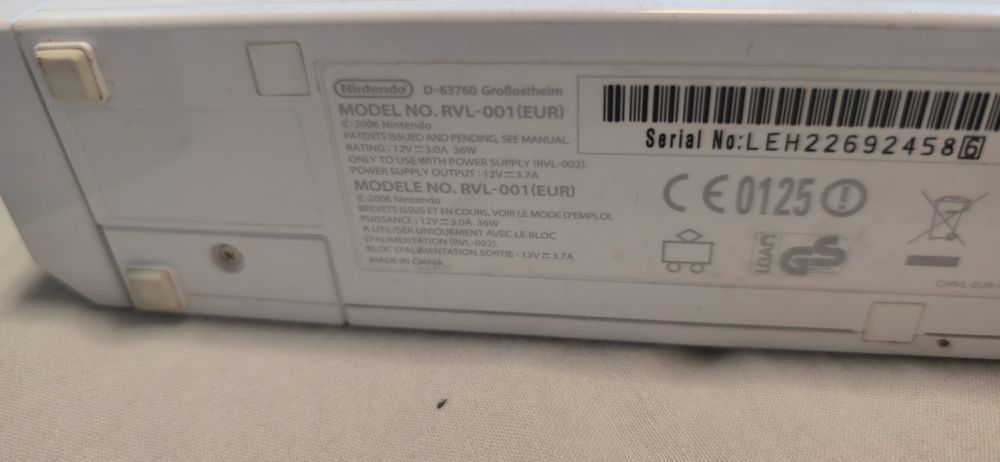 Nintendo D-63760 Großostheim
MODEL NO. RVL-001(EUR)
©2006 Nintendo
PATENTS ISSUED AND PENDING, SEE MANUAL.
RATING : 12V⎓3.0A 36W
ONLY TO USE WITH POWER SUPPLY (RVL-002).
POWER SUPPLY OUTPUT : 12V⎓3.7A
MODELE NO. RVL-001(EUR)
©2006 Nintendo
BREVETS ISSUS ET EN COURS, VOIR LE MODE D'EMPLOI.
PUISSANCE : 12V⎓3.0A 36W
A UTILISER UNIQUEMENT AVEC LE BLOC
D'ALIMENTATION (RVL-002).
BLOC D'ALIMENTATION SORTIE : 12V⎓3.7A
MADE IN CHINA
Serial No:LEH22692458 6
CE0125
LGA GS
C/RVL-EUR